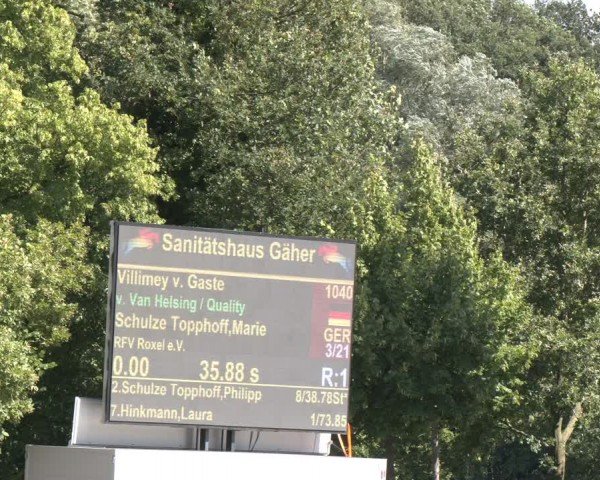 Sanitätshaus Gäher
Villimey v. Gaste 1040
v. Van Helsing / Quality
Schulze Topphoff,Marie GER
RFV Roxel e.V. 3/21
0.00 35.88 s R:1
2.Schulze Topphoff,Philipp 8/38.78St*
7.Hinkmann,Laura 1/73.85